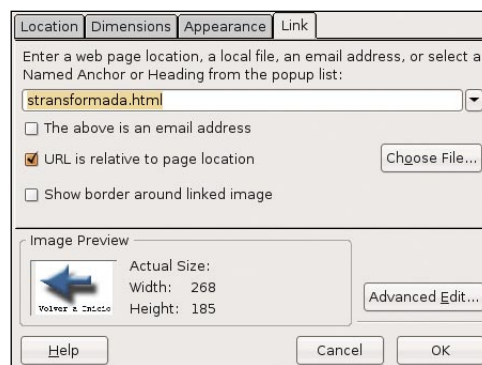 Location Dimensions Appearance Link
Enter a web page location, a local file, an email address, or select a
Named Anchor or Heading from the popup list:
stransformada.html
The above is an email address
URL is relative to page location
Choose File...
Show border around linked image
Image Preview
Actual Size:
Width: 268
Height: 185
Volver a Inicio
Advanced Edit...
Help Cancel OK